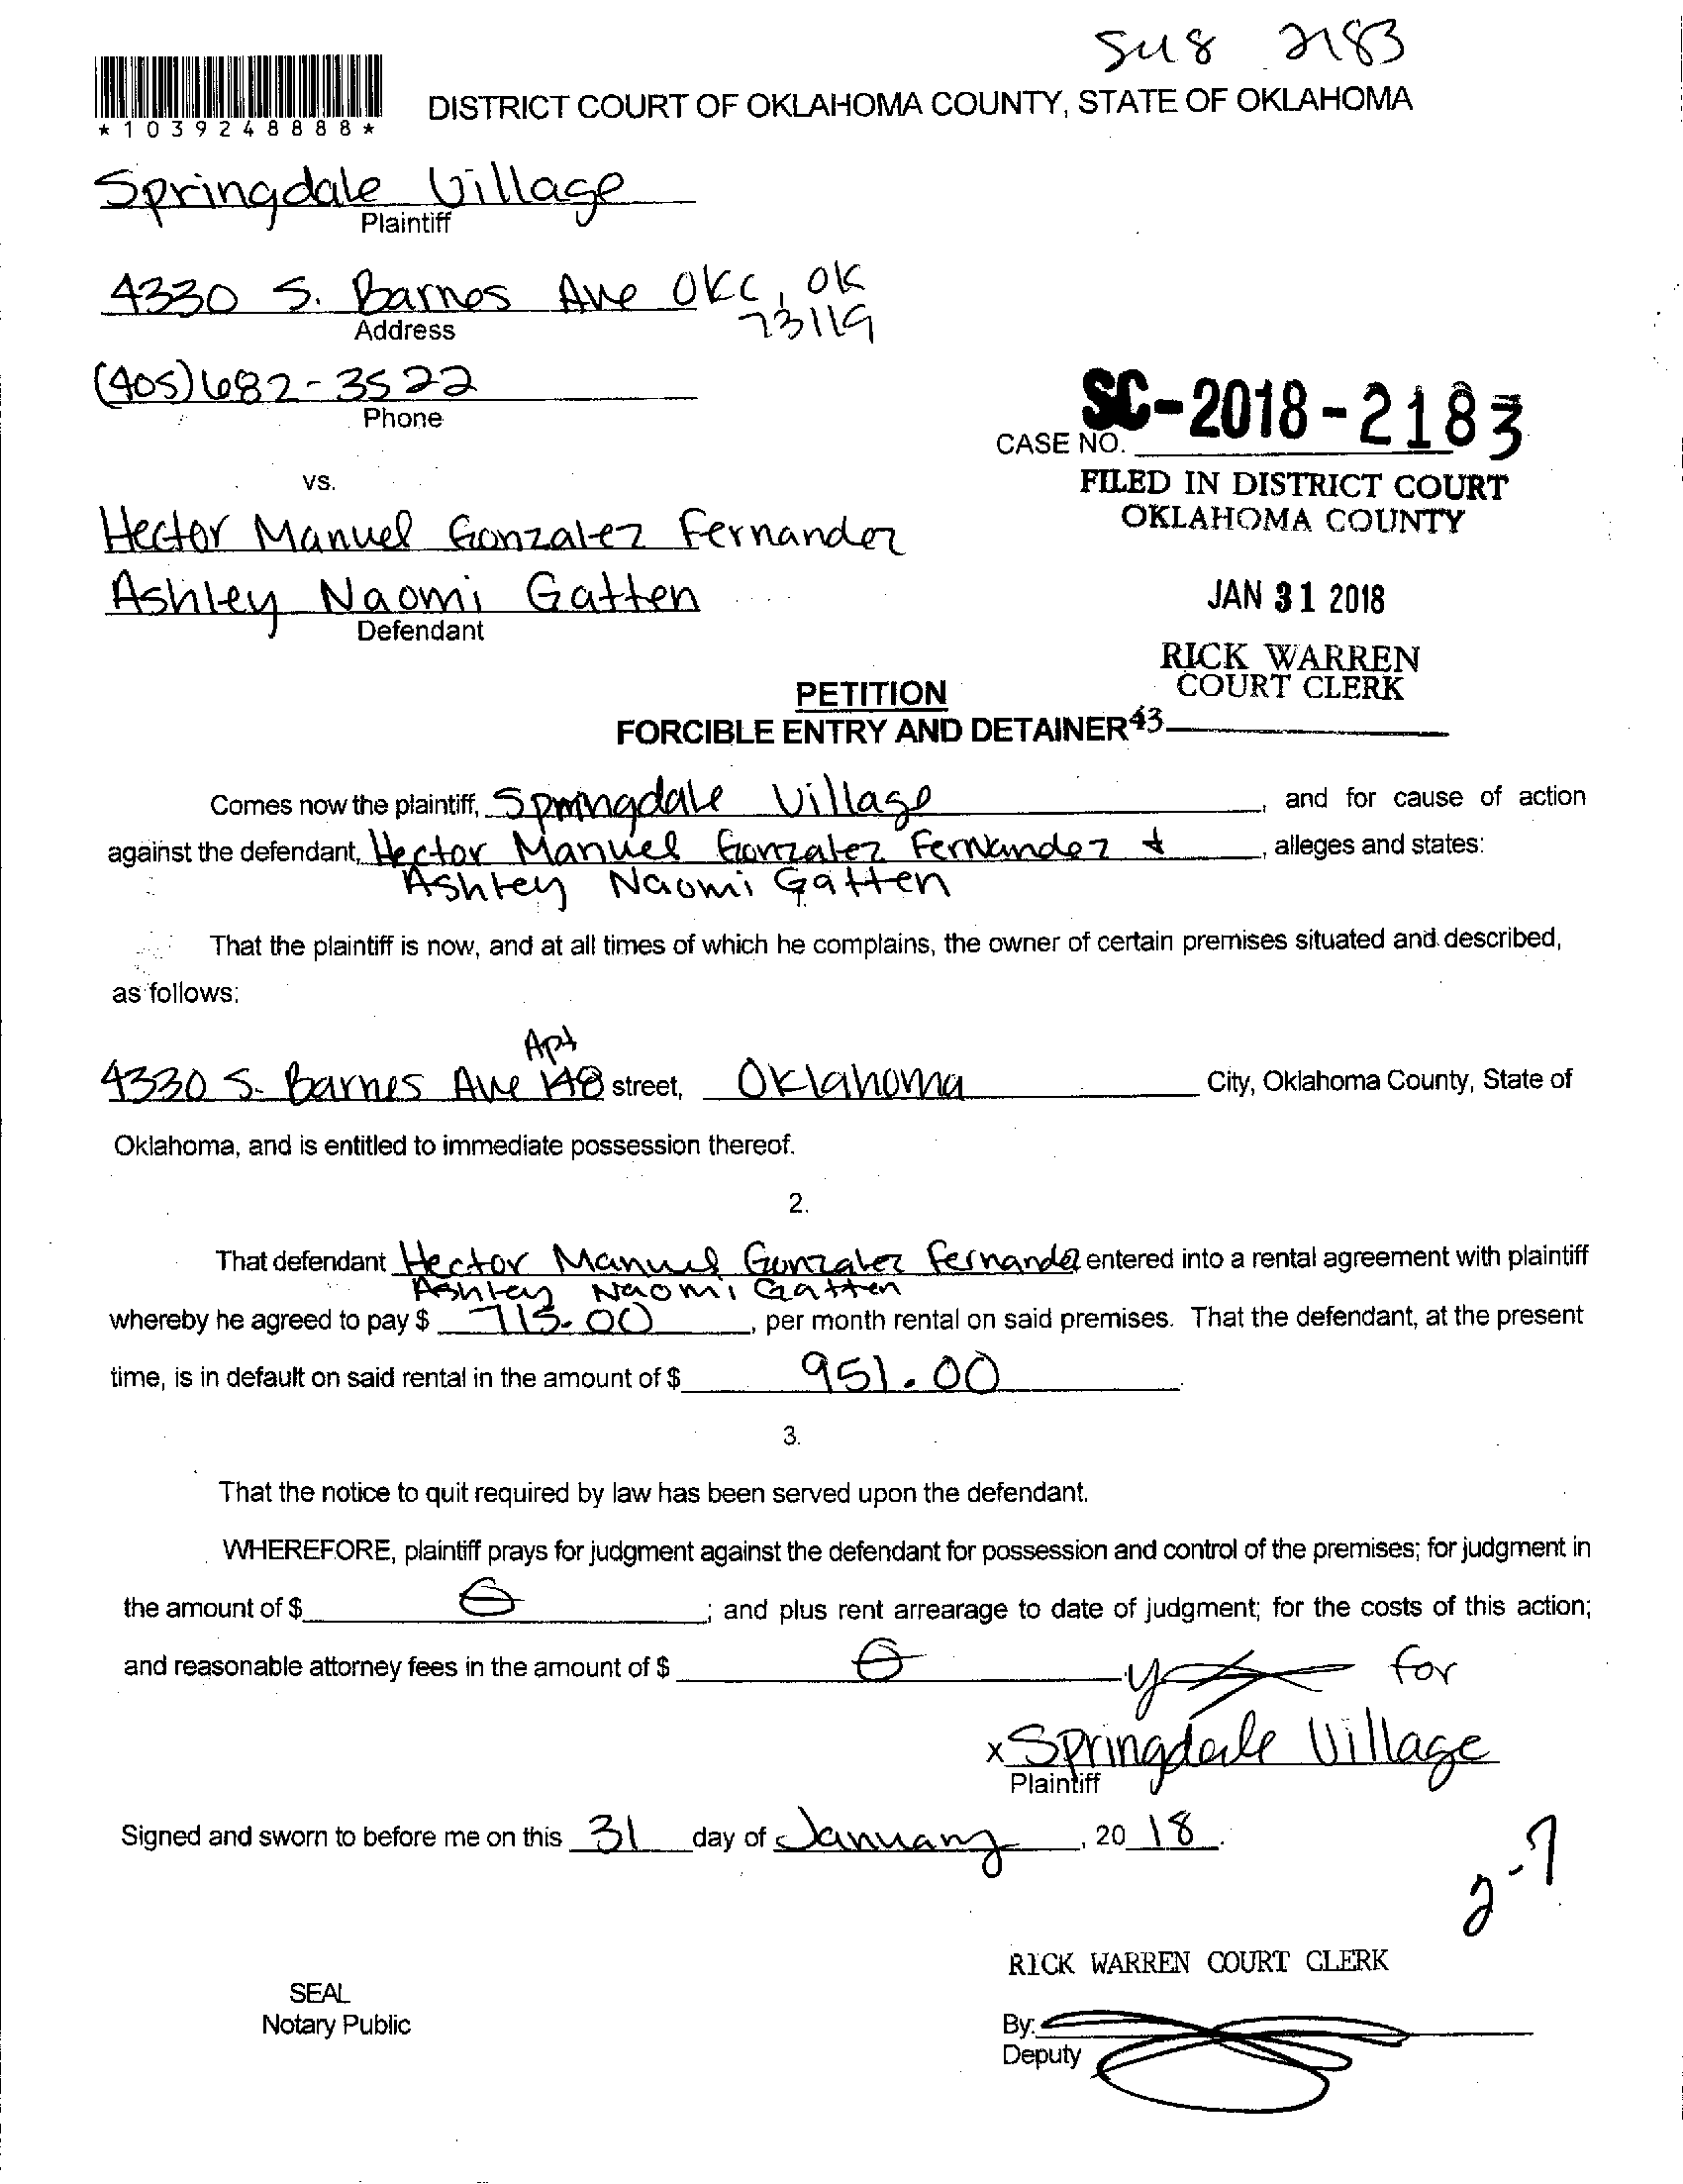 SC18 2183
*1039248888*
DISTRICT COURT OF OKLAHOMA COUNTY, STATE OF OKLAHOMA
Springdale Village
Plaintiff
4330 S. Barnes Ave OKC, OK
73119
Address
(405)682-3522
Phone
CASE NO. SC-2018-2183
vs.
FILED IN DISTRICT COURT
OKLAHOMA COUNTY
Hector Manuel Gonzalez Fernandez
Ashley Naomi Gatten
Defendant
JAN 31 2018
RICK WARREN
COURT CLERK
PETITION
FORCIBLE ENTRY AND DETAINER 43
Comes now the plaintiff, Springdale Village, and for cause of action
against the defendant, Hector Manuel Gonzalez Fernandez &, alleges and states:
Ashley Naomi Gatten
That the plaintiff is now, and at all times of which he complains, the owner of certain premises situated and described,
as follows:
Apt
4330 S. Barnes Ave 148 street, Oklahoma City, Oklahoma County, State of
Oklahoma, and is entitled to immediate possession thereof.
2.
That defendant Hector Manuel Gonzalez Fernandez entered into a rental agreement with plaintiff
Ashley Naomi Gatten
whereby he agreed to pay $ 715.00, per month rental on said premises. That the defendant, at the present
time, is in default on said rental in the amount of $ 951.00
3.
That the notice to quit required by law has been served upon the defendant.
WHEREFORE, plaintiff prays for judgment against the defendant for possession and control of the premises; for judgment in
the amount of $ 0; and plus rent arrearage to date of judgment; for the costs of this action;
and reasonable attorney fees in the amount of $ 0
for
x Springdale Village
Plaintiff
Signed and sworn to before me on this 31 day of January, 20 18.
2-7
RICK WARREN COURT CLERK
SEAL
Notary Public
By:
Deputy